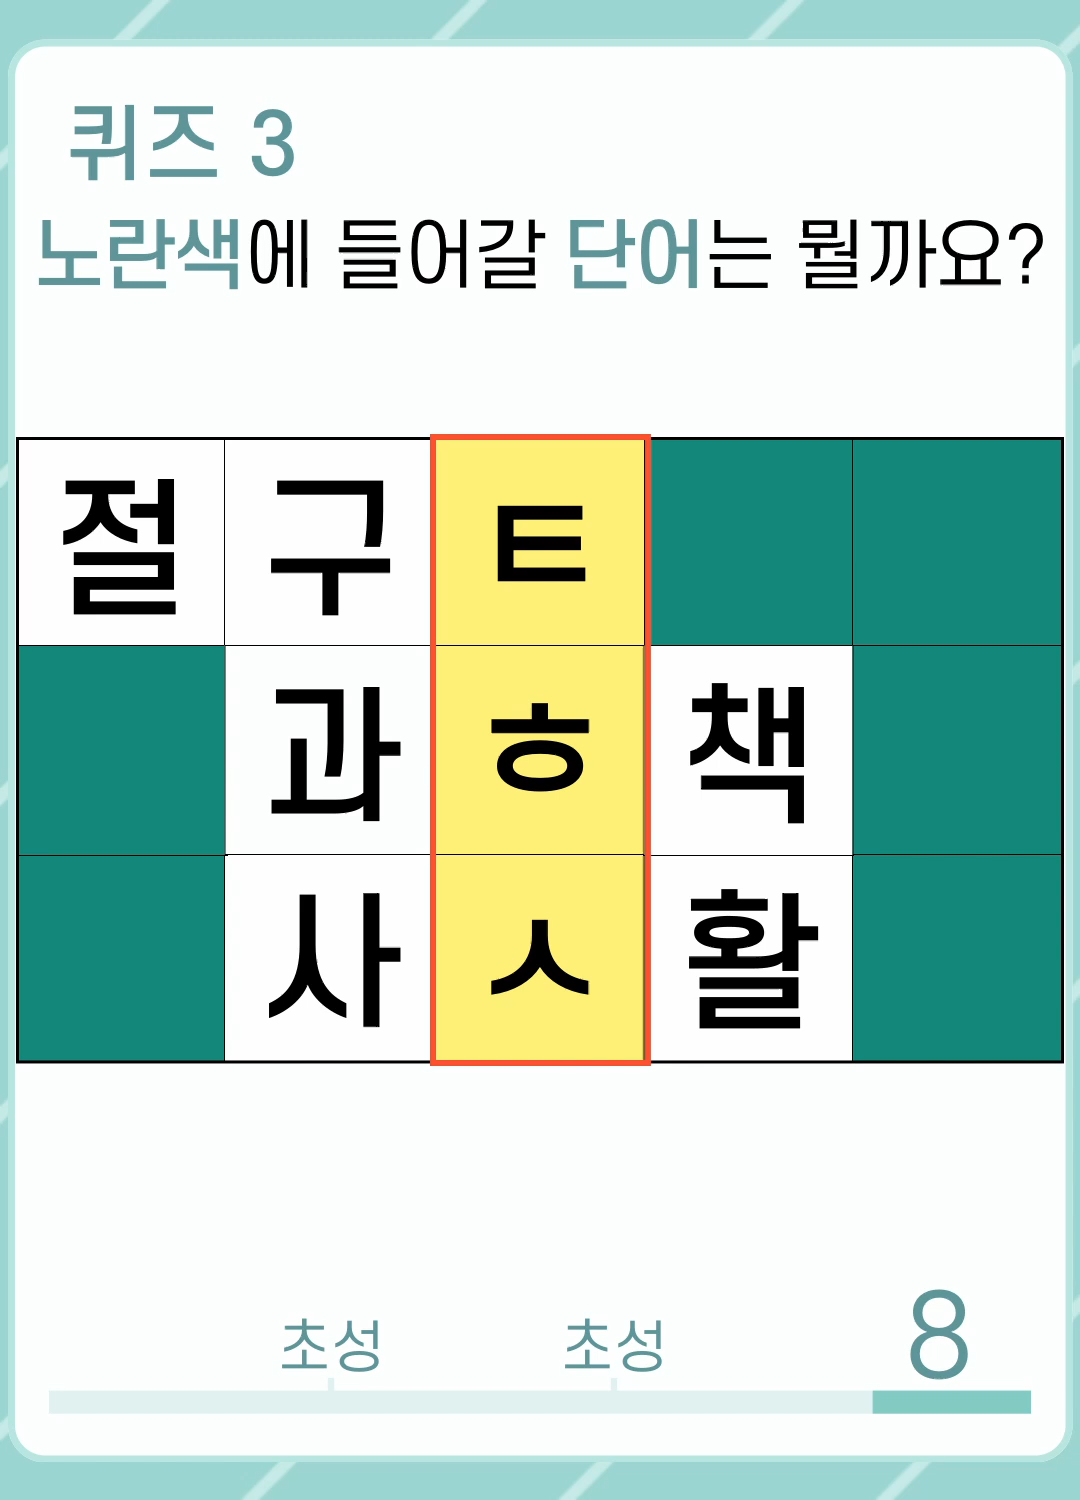 퀴즈 3
노란색에 들어갈 단어는 뭘까요?
절 구 ㅌ
과 ㅎ 책
사 ㅅ 활
초성 초성 8